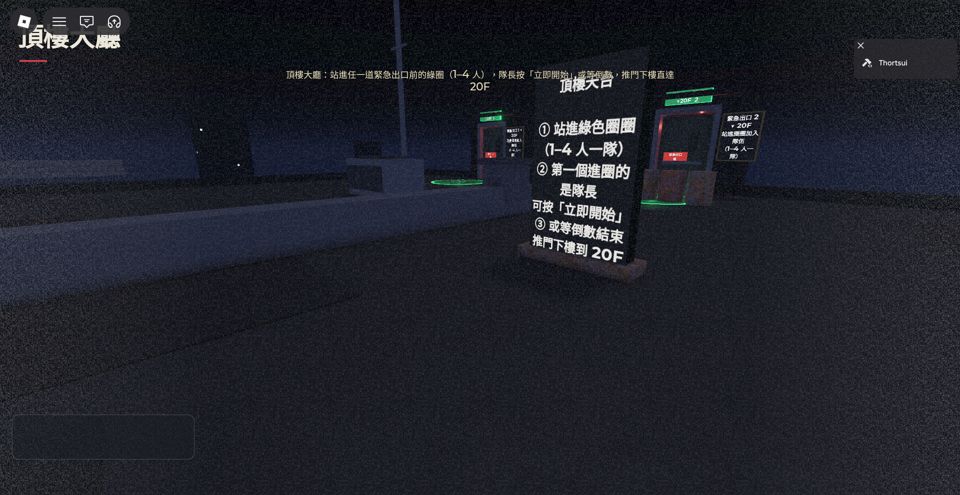 頂樓大廳
頂樓大廳：站進任一道緊急出口前的綠圈（1–4 人），隊長按「立即開始」或等倒數，推門下樓直達
20F
Thortsui
頂樓天台
① 站進綠色圈圈
（1–4 人一隊）
② 第一個進圈的
是隊長
可按「立即開始」
③ 或等倒數結束
推門下樓到 20F
緊急出口 2
▼ 20F
站進圈圈加入
隊伍
（1–4 人一
隊）